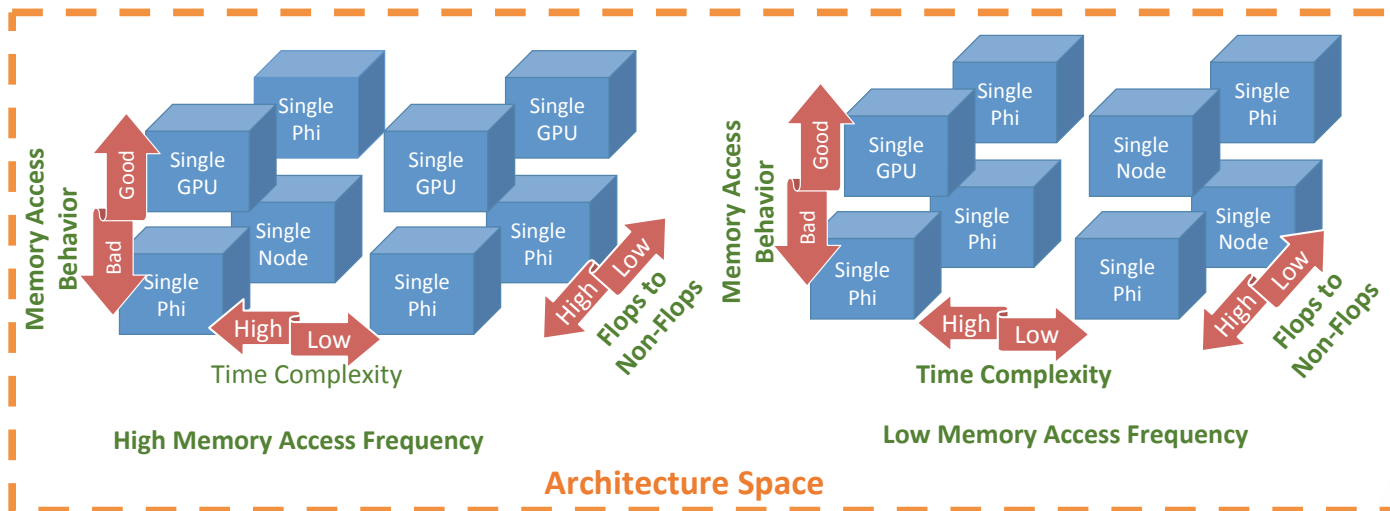 Single
Phi
Single
GPU
Single
GPU
Single
GPU
Single
Node
Single
Phi
Single
Phi
Single
Phi
Memory Access
Behavior
Good
Bad
High
Low
Time Complexity
High
Low
Flops to
Non-Flops
High Memory Access Frequency
Single
Phi
Single
Phi
Single
GPU
Single
Node
Single
Phi
Single
Node
Single
Phi
Single
Phi
Memory Access
Behavior
Good
Bad
High
Low
Time Complexity
High
Low
Flops to
Non-Flops
Low Memory Access Frequency
Architecture Space